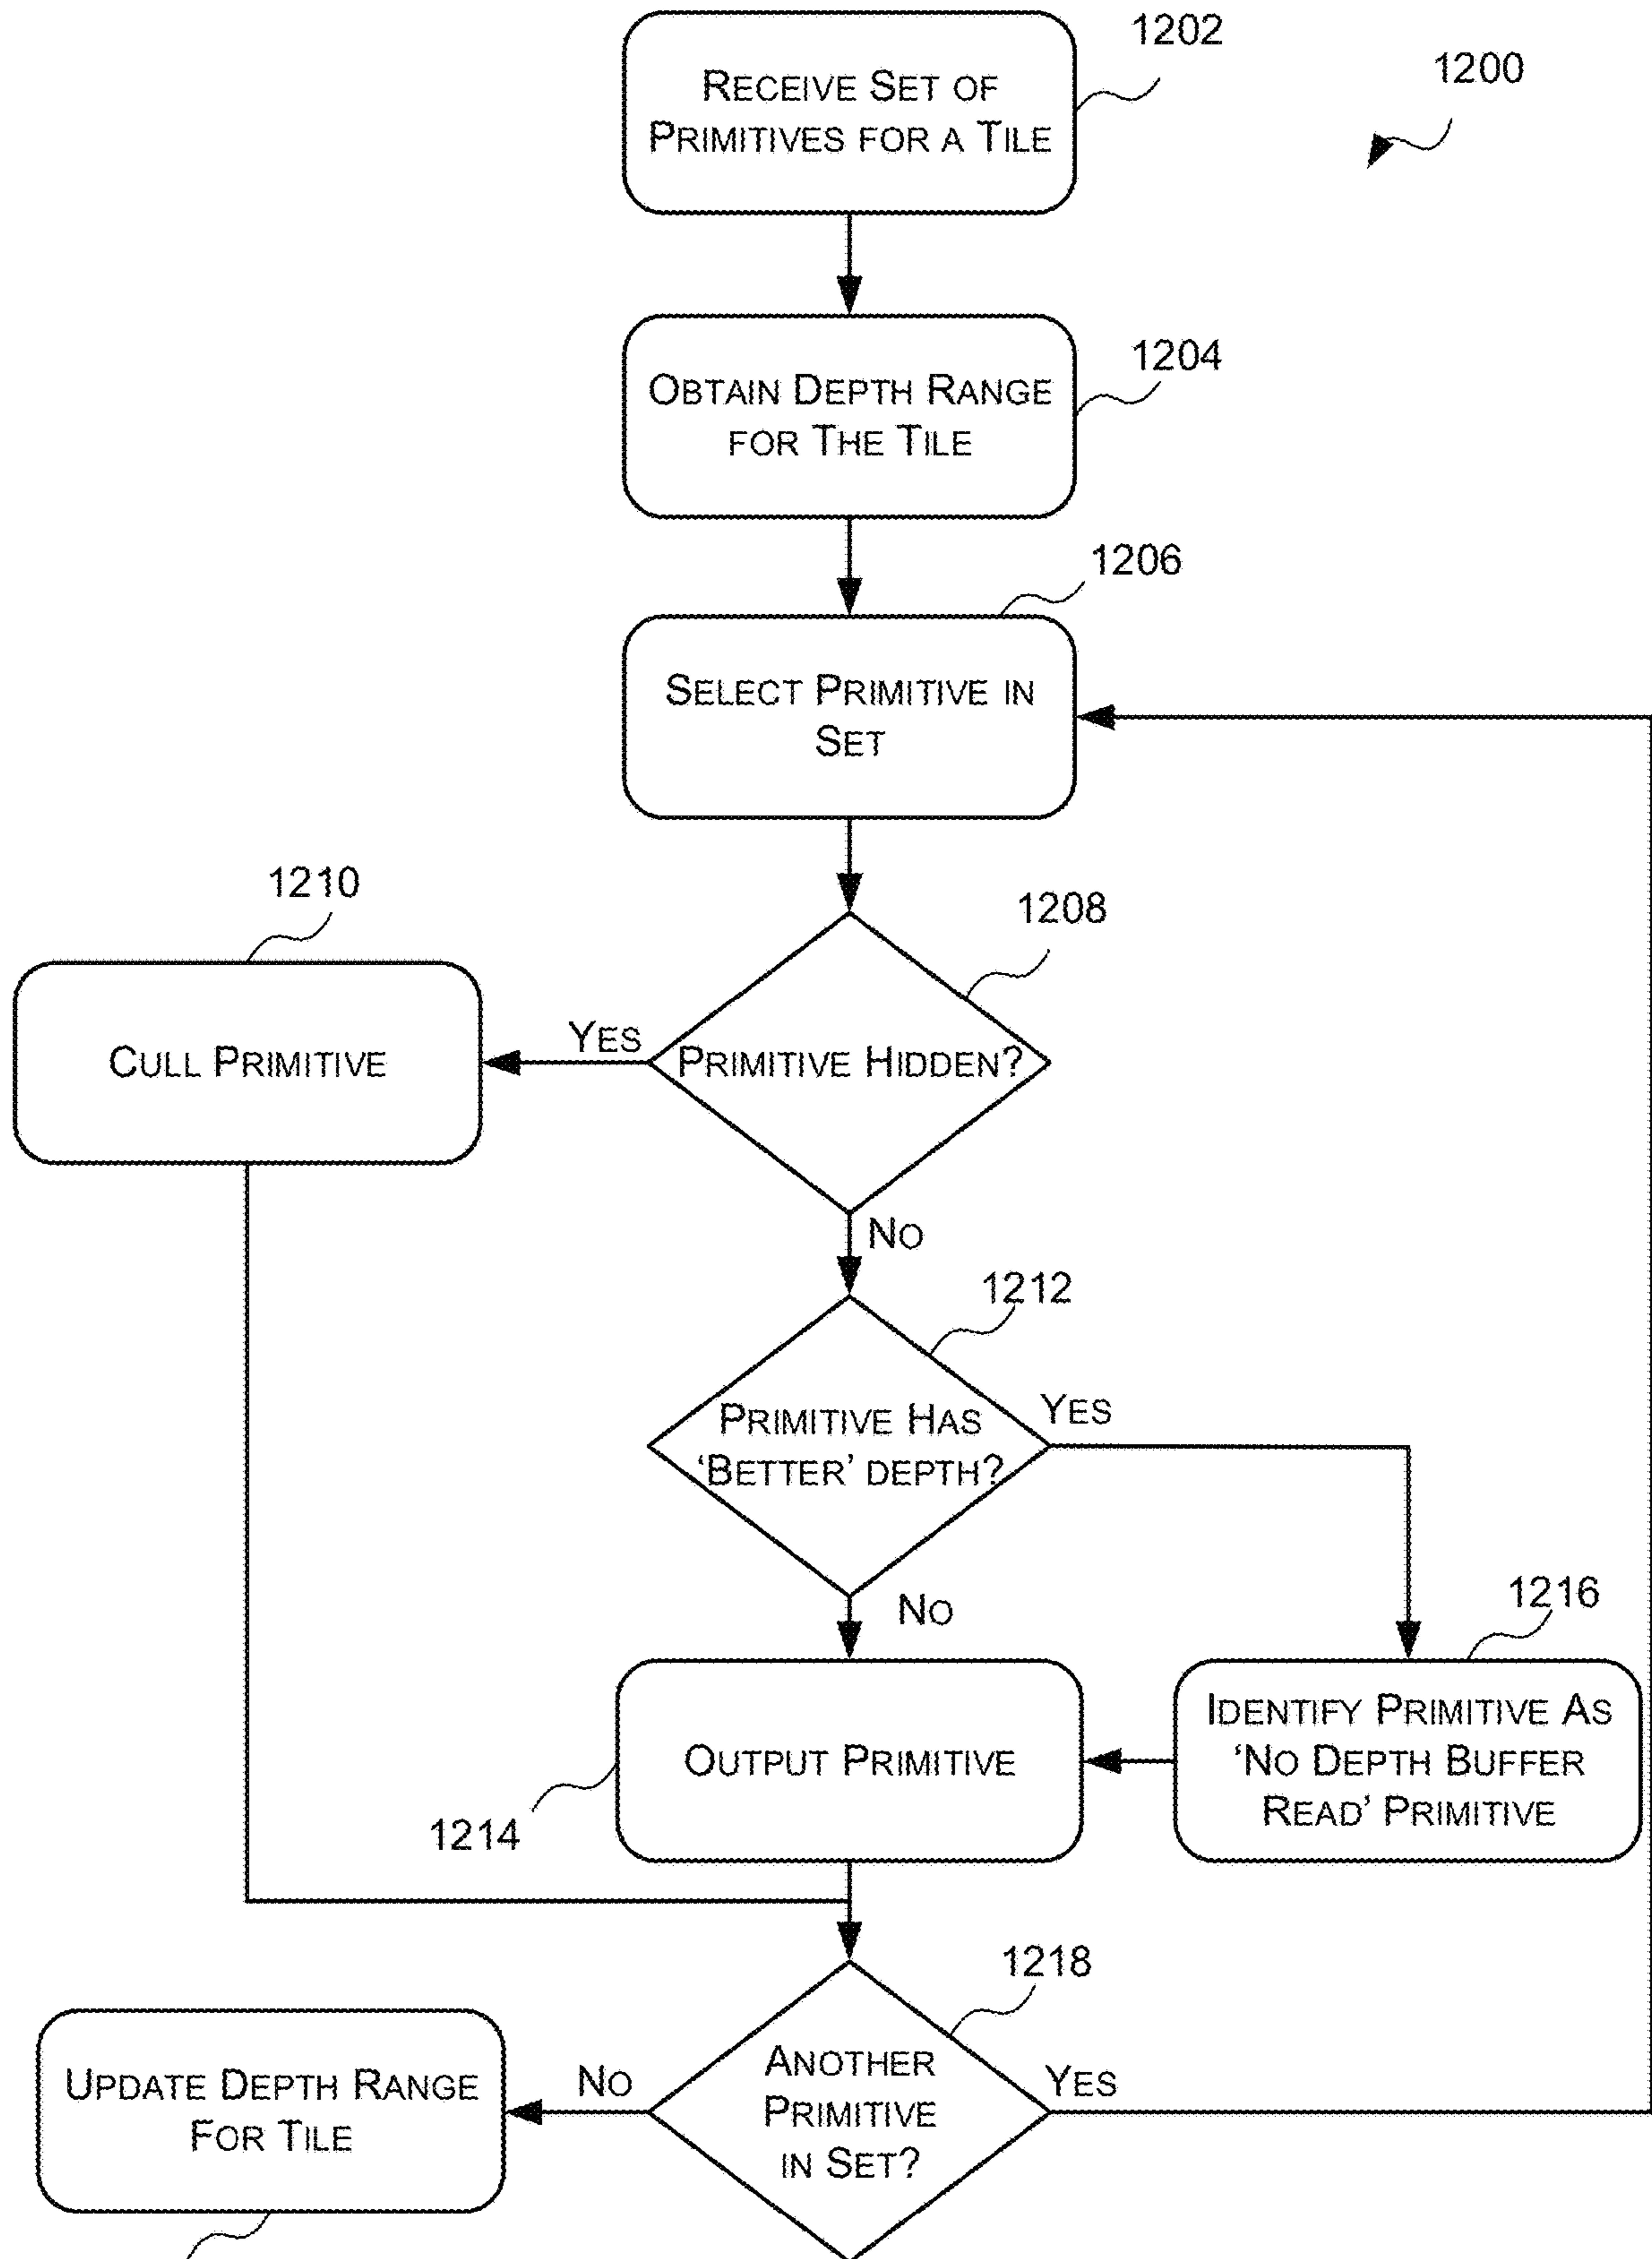 1202
1200
Receive Set of
Primitives for a Tile
1204
Obtain Depth Range
for The Tile
1206
Select Primitive in
Set
1210
1208
Cull Primitive
Yes
Primitive Hidden?
No
1212
Primitive Has
'Better' depth?
Yes
No
1216
Output Primitive
1214
Identify Primitive As
'No Depth Buffer
Read' Primitive
1218
Update Depth Range
For Tile
No
Another
Primitive
in Set?
Yes